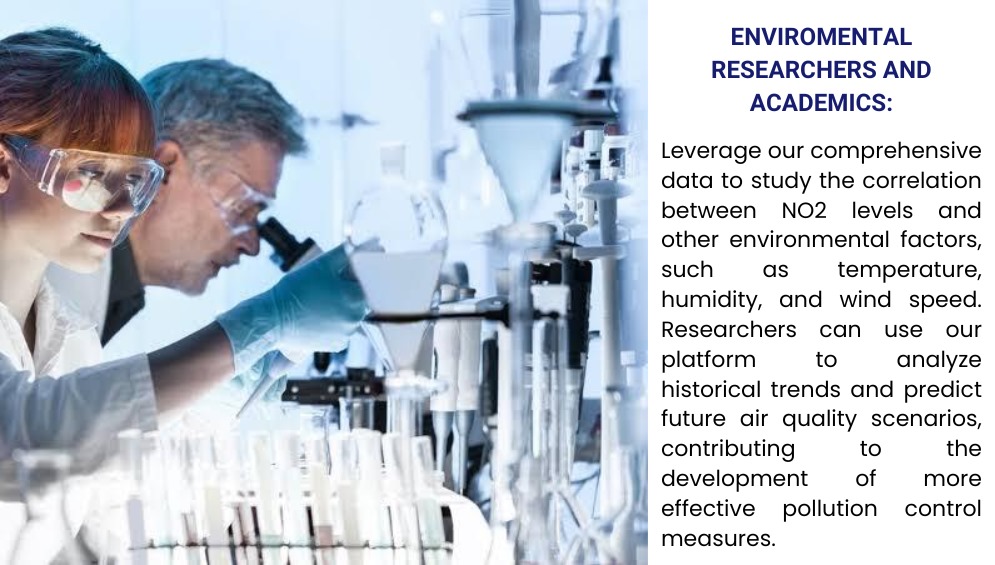 ENVIROMENTAL
RESEARCHERS AND
ACADEMICS:
Leverage our comprehensive
data to study the correlation
between NO2 levels and
other environmental factors,
such as temperature,
humidity, and wind speed.
Researchers can use our
platform to analyze
historical trends and predict
future air quality scenarios,
contributing to the
development of more
effective pollution control
measures.